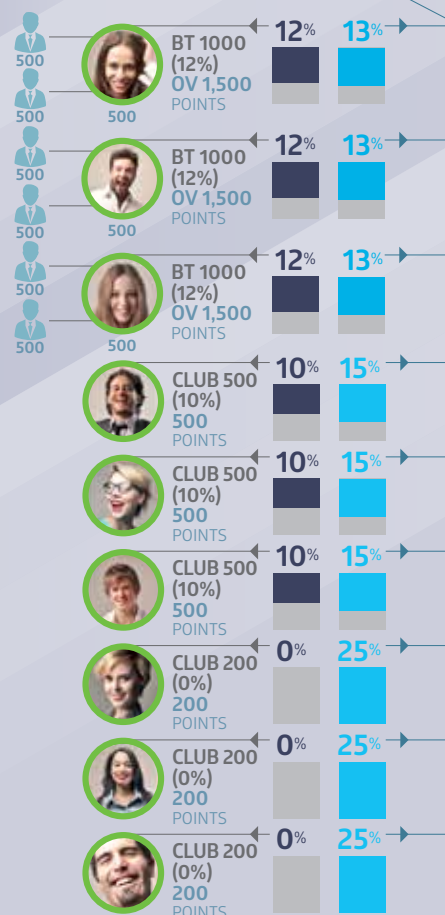 12% 13%
BT 1000
(12%)
OV 1,500
POINTS
500
500
500
12% 13%
BT 1000
(12%)
OV 1,500
POINTS
500
500
500
12% 13%
BT 1000
(12%)
OV 1,500
POINTS
500
500
500
10% 15%
CLUB 500
(10%)
500
POINTS
10% 15%
CLUB 500
(10%)
500
POINTS
10% 15%
CLUB 500
(10%)
500
POINTS
0% 25%
CLUB 200
(0%)
200
POINTS
0% 25%
CLUB 200
(0%)
200
POINTS
0% 25%
CLUB 200
(0%)
200
POINTS